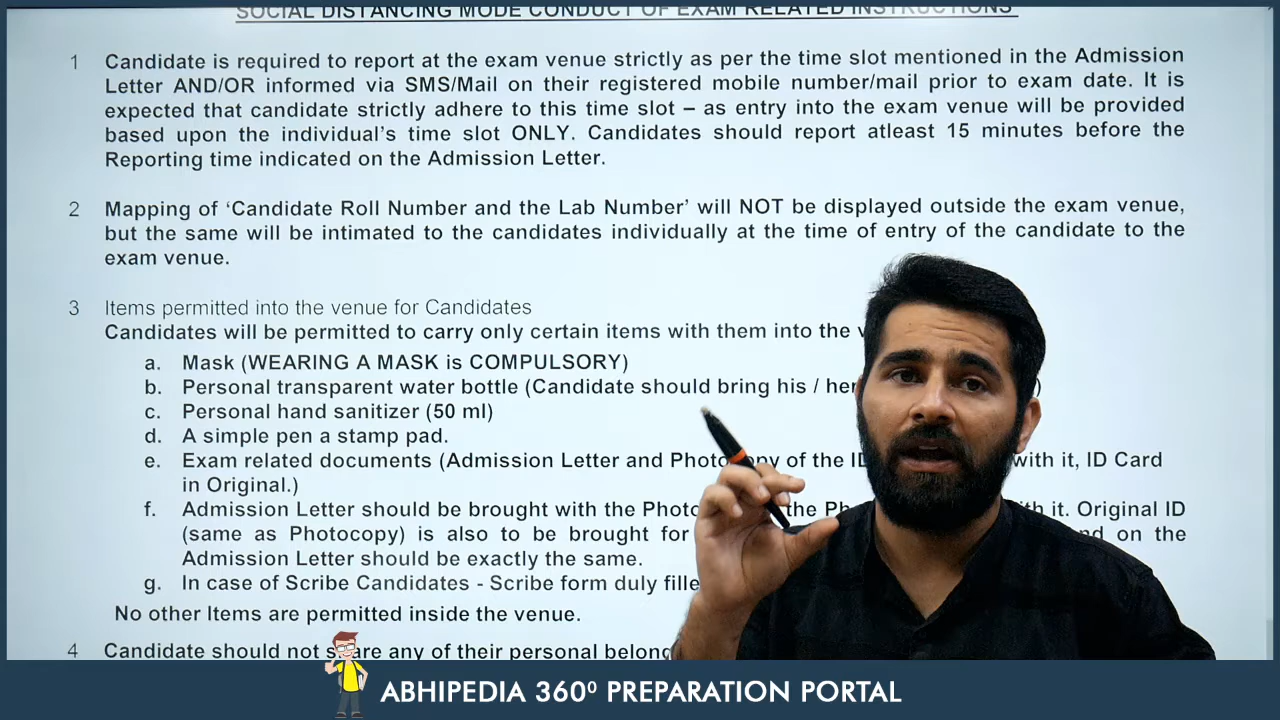 SOCIAL DISTANCING MODE CONDUCT OF EXAM RELATED INSTRUCTIONS
1 Candidate is required to report at the exam venue strictly as per the time slot mentioned in the Admission
Letter AND/OR informed via SMS/Mail on their registered mobile number/mail prior to exam date. It is
expected that candidate strictly adhere to this time slot – as entry into the exam venue will be provided
based upon the individual's time slot ONLY. Candidates should report atleast 15 minutes before the
Reporting time indicated on the Admission Letter.
2 Mapping of 'Candidate Roll Number and the Lab Number' will NOT be displayed outside the exam venue,
but the same will be intimated to the candidates individually at the time of entry of the candidate to the
exam venue.
3 Items permitted into the venue for Candidates
Candidates will be permitted to carry only certain items with them into the
a. Mask (WEARING A MASK is COMPULSORY)
b. Personal transparent water bottle (Candidate should bring his / her )
c. Personal hand sanitizer (50 ml)
d. A simple pen a stamp pad.
e. Exam related documents (Admission Letter and Photocopy of the ID with it, ID Card
in Original.)
f. Admission Letter should be brought with the the with it. Original ID
(same as Photocopy) is also to be brought for on the
Admission Letter should be exactly the same.
g. In case of Scribe Candidates - Scribe form duly
No other Items are permitted inside the venue.
4 Candidate should not share any of their personal
ABHIPEDIA 360⁰ PREPARATION PORTAL